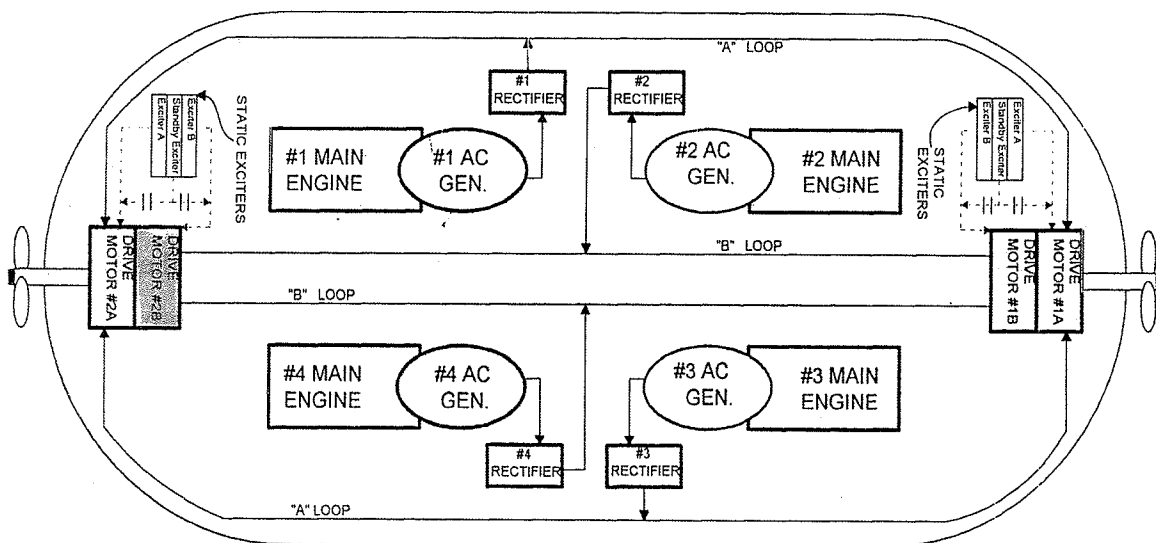 "A" LOOP
#1
RECTIFIER
#2
RECTIFIER
STATIC EXCITERS
Exciter B
Standby Exciter
Exciter A
#1 MAIN
ENGINE
#1 AC
GEN.
#2 AC
GEN.
#2 MAIN
ENGINE
Exciter A
Standby Exciter
Exciter B
STATIC
EXCITERS
DRIVE
MOTOR #2B
DRIVE
MOTOR #2A
"B" LOOP
"B" LOOP
DRIVE
MOTOR #1A
DRIVE
MOTOR #1B
#4 MAIN
ENGINE
#4 AC
GEN.
#3 AC
GEN.
#3 MAIN
ENGINE
#4
RECTIFIER
#3
RECTIFIER
"A" LOOP